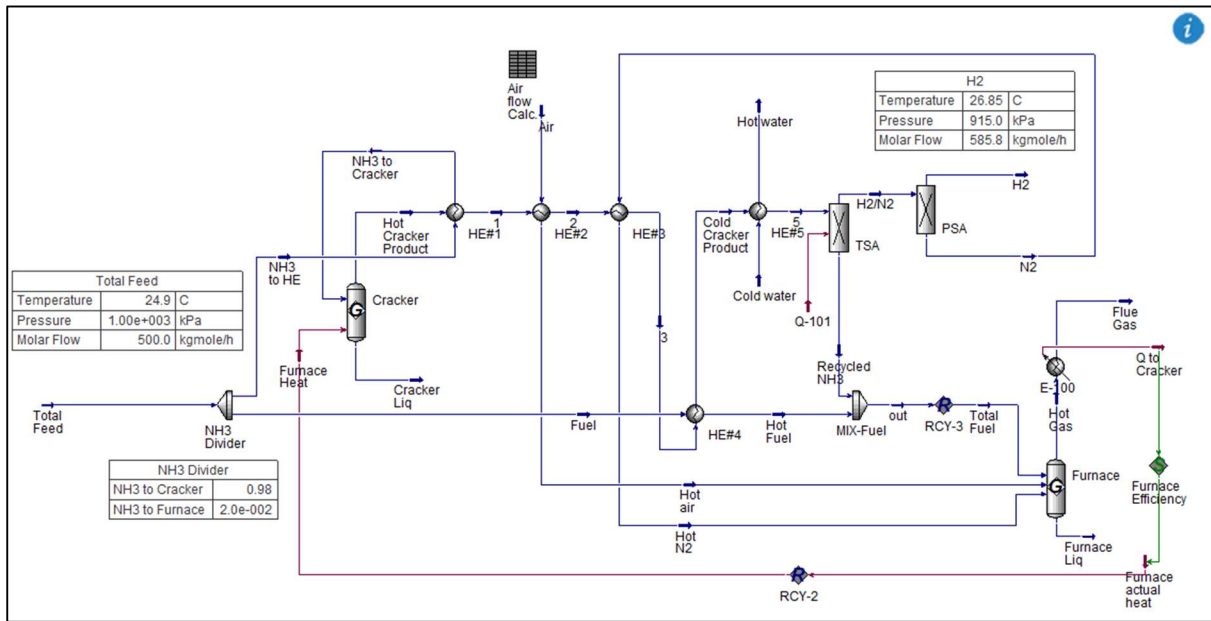 i
Air
flow
Calc.
Air
H2
Temperature 26.85 C
Pressure 915.0 kPa
Molar Flow 585.8 kgmole/h
Hot water
NH3 to
Cracker
Hot
Cracker
Product
1
HE#1
2
HE#2
HE#3
Cold
Cracker
Product
5
HE#5
H2/N2
TSA
H2
PSA
N2
NH3
to HE
Total Feed
Temperature 24.9 C
Pressure 1.00e+003 kPa
Molar Flow 500.0 kgmole/h
G
Cracker
Cold water
Q-101
3
Flue
Gas
Furnace
Heat
Cracker
Liq
Recycled
NH3
Q to
Cracker
E-100
Hot
Gas
Total
Feed
NH3
Divider
Fuel
HE#4
Hot
Fuel
MIX-Fuel
out
R
RCY-3
Total
Fuel
NH3 Divider
NH3 to Cracker 0.98
NH3 to Furnace 2.0e-002
G
Furnace
S
Furnace
Efficiency
Hot
air
Hot
N2
Furnace
Liq
R
RCY-2
Furnace
actual
heat